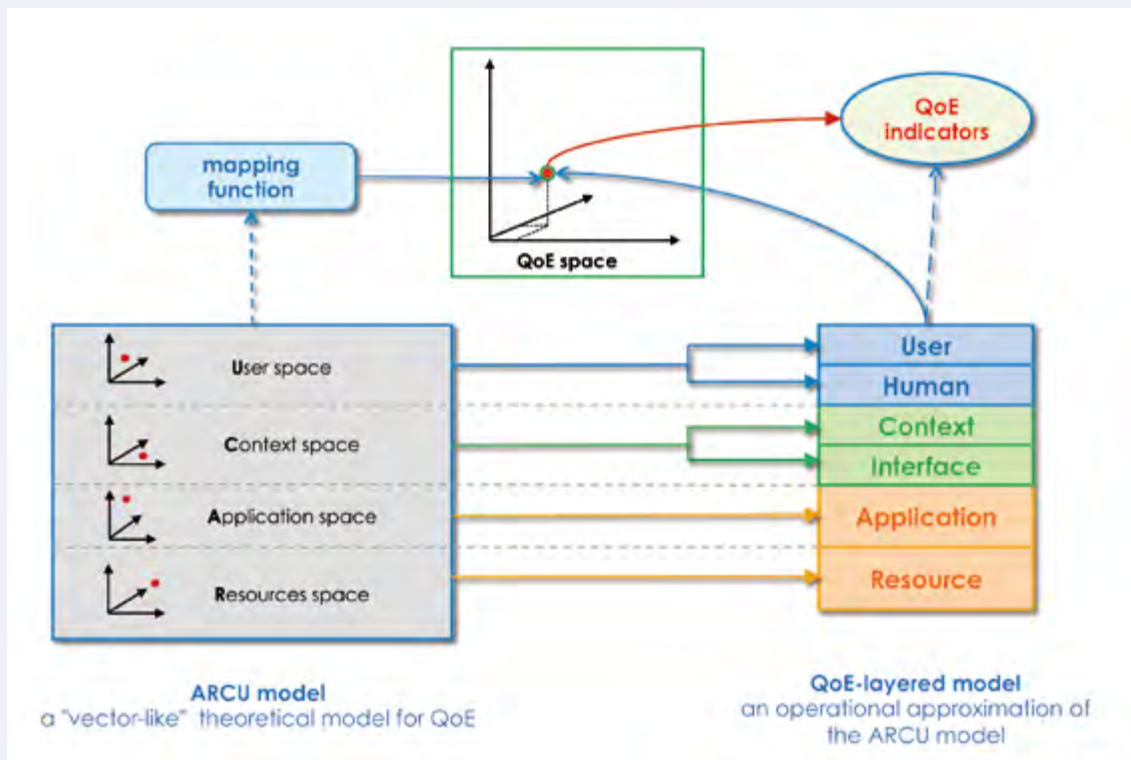 QoE
indicators
mapping
function
QoE space
User space
Context space
Application space
Resources space
User
Human
Context
Interface
Application
Resource
ARCU model
a "vector-like" theoretical model for QoE
QoE-layered model
an operational approximation of
the ARCU model